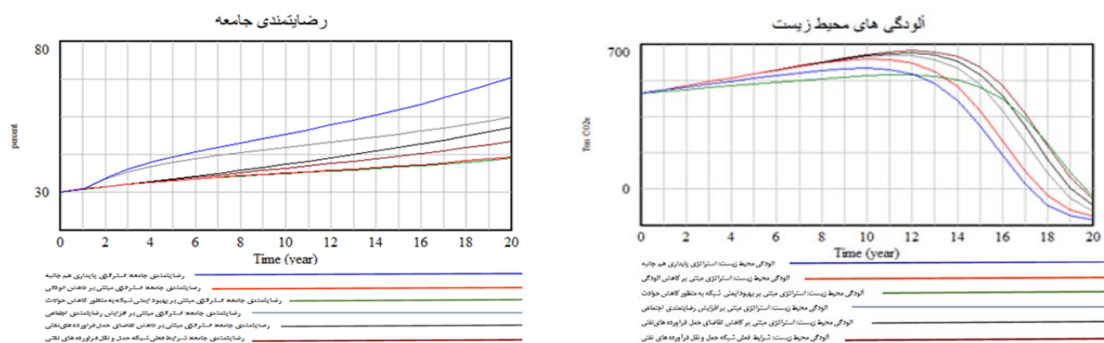 رضایتمندی جامعه
80
percent
30
0 2 4 6 8 10 12 14 16 18 20
Time (year)
رضایتمندی جامعه: استراتژی پایداری هم جانبه
رضایتمندی جامعه: استراتژی مبتنی بر کاهش آلودگی
رضایتمندی جامعه: استراتژی مبتنی بر بهبود ایمنی شبکه به منظور کاهش حوادث
رضایتمندی جامعه: استراتژی مبتنی بر افزایش رضایتمندی اجتماعی
رضایتمندی جامعه: استراتژی مبتنی بر کاهش تقاضای حمل فراورده های نفتی
رضایتمندی جامعه: شرایط فعلی شبکه حمل و نقل فراورده های نفتی
آلودگی های محیط زیست
700
Ton CO2s
0
0 2 4 6 8 10 12 14 16 18 20
Time (year)
آلودگی محیط زیست: استراتژی پایداری هم جانبه
آلودگی محیط زیست: استراتژی مبتنی بر کاهش آلودگی
آلودگی محیط زیست: استراتژی مبتنی بر بهبود ایمنی شبکه به منظور کاهش حوادث
آلودگی محیط زیست: استراتژی مبتنی بر افزایش رضایتمندی اجتماعی
آلودگی محیط زیست: استراتژی مبتنی بر کاهش تقاضای حمل فراورده های نفتی
آلودگی محیط زیست: شرایط فعلی شبکه حمل و نقل فرآورده های نفتی